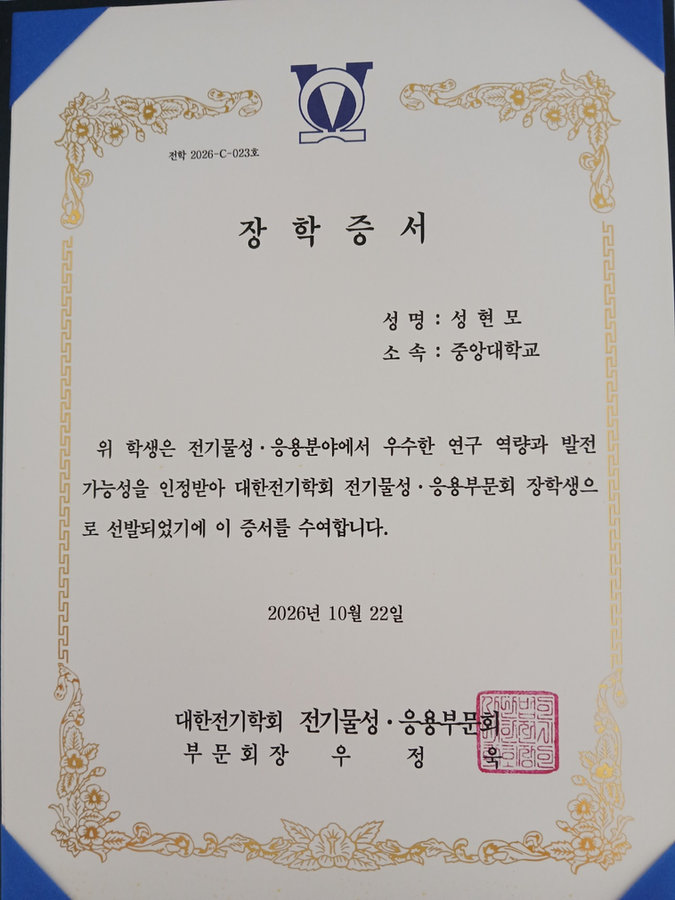 전학 2026-C-023호
장 학 증 서
성 명 : 성 현 모
소 속 : 중앙대학교
위 학생은 전기물성·응용분야에서 우수한 연구 역량과 발전
가능성을 인정받아 대한전기학회 전기물성·응용부문회 장학생으
로 선발되었기에 이 증서를 수여합니다.
2026년 10월 22일
대한전기학회 전기물성·응용부문회
부 문 회 장 우 정 욱